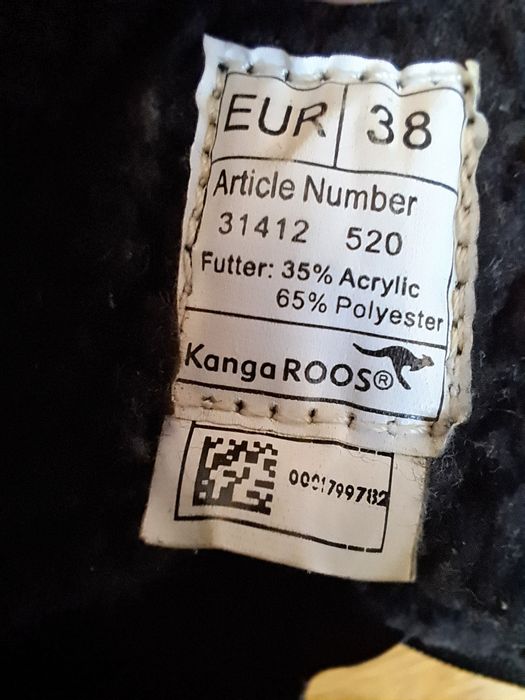 EUR 38
Article Number
31412 520
Futter: 35% Acrylic
65% Polyester
KangaROOS®
0001799782